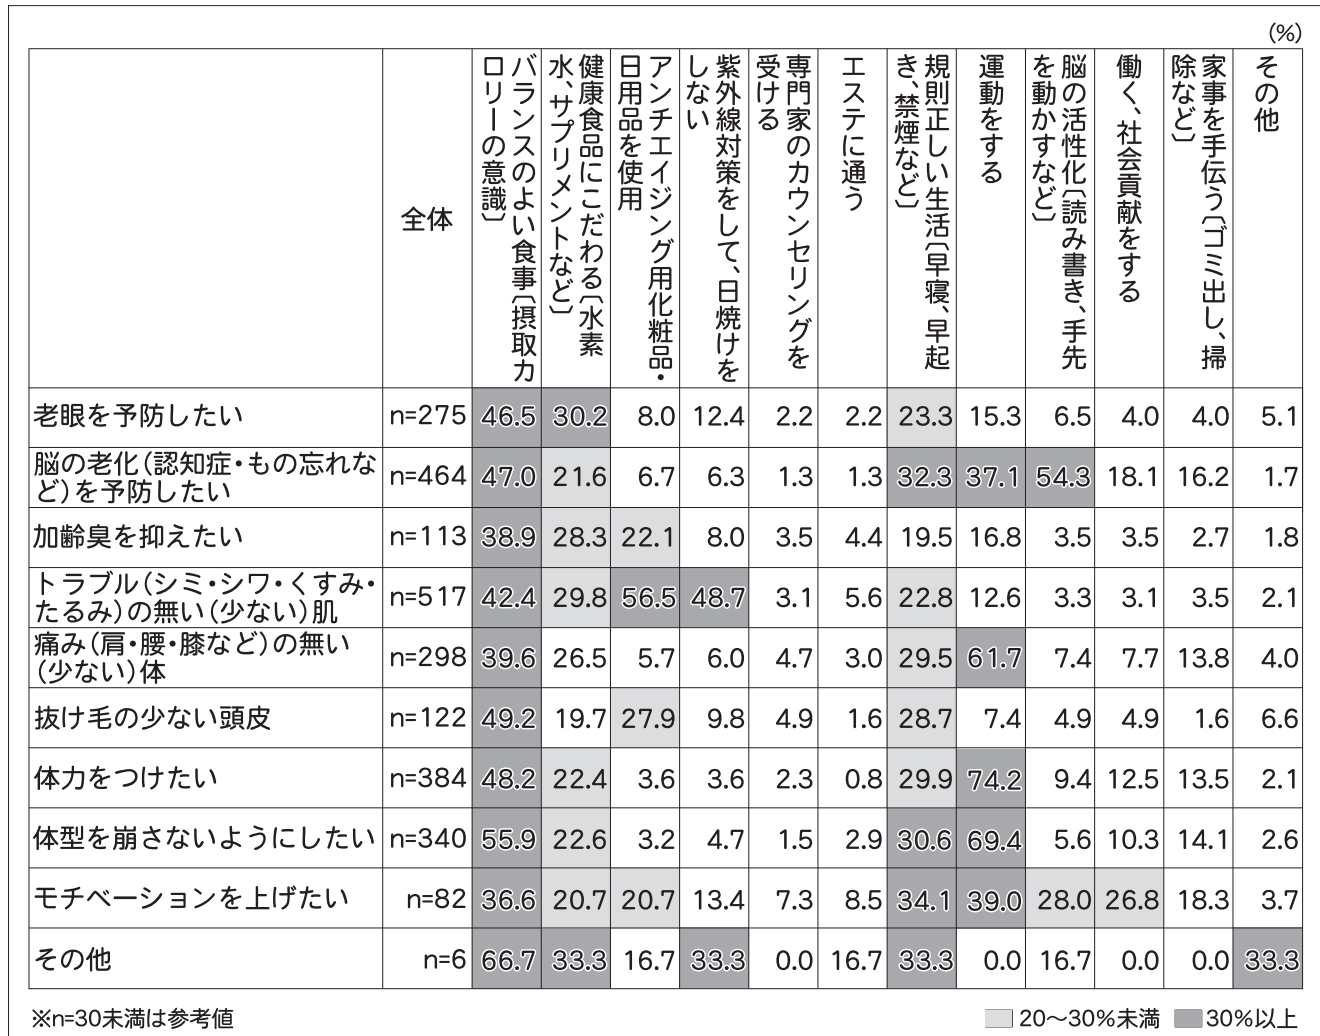 (%)
全体
バランスのよい食事〔摂取カ
ロリーの意識〕
健康食品にこだわる〔水素
水、サプリメントなど〕
アンチエイジング用化粧品・
日用品を使用
紫外線対策をして、日焼けを
しない
専門家のカウンセリングを
受ける
エステに通う
規則正しい生活〔早寝、早起
き、禁煙など〕
運動をする
脳の活性化〔読み書き、手先
を動かすなど〕
働く、社会貢献をする
家事を手伝う〔ゴミ出し、掃
除など〕
その他
老眼を予防したい n=275 46.5 30.2 8.0 12.4 2.2 2.2 23.3 15.3 6.5 4.0 4.0 5.1
脳の老化(認知症・もの忘れな
ど)を予防したい n=464 47.0 21.6 6.7 6.3 1.3 1.3 32.3 37.1 54.3 18.1 16.2 1.7
加齢臭を抑えたい n=113 38.9 28.3 22.1 8.0 3.5 4.4 19.5 16.8 3.5 3.5 2.7 1.8
トラブル(シミ・シワ・くすみ・
たるみ)の無い(少ない)肌 n=517 42.4 29.8 56.5 48.7 3.1 5.6 22.8 12.6 3.3 3.1 3.5 2.1
痛み(肩・腰・膝など)の無い
(少ない)体 n=298 39.6 26.5 5.7 6.0 4.7 3.0 29.5 61.7 7.4 7.7 13.8 4.0
抜け毛の少ない頭皮 n=122 49.2 19.7 27.9 9.8 4.9 1.6 28.7 7.4 4.9 4.9 1.6 6.6
体力をつけたい n=384 48.2 22.4 3.6 3.6 2.3 0.8 29.9 74.2 9.4 12.5 13.5 2.1
体型を崩さないようにしたい n=340 55.9 22.6 3.2 4.7 1.5 2.9 30.6 69.4 5.6 10.3 14.1 2.6
モチベーションを上げたい n=82 36.6 20.7 20.7 13.4 7.3 8.5 34.1 39.0 28.0 26.8 18.3 3.7
その他 n=6 66.7 33.3 16.7 33.3 0.0 16.7 33.3 0.0 16.7 0.0 0.0 33.3
※n=30未満は参考値 20〜30%未満 30%以上